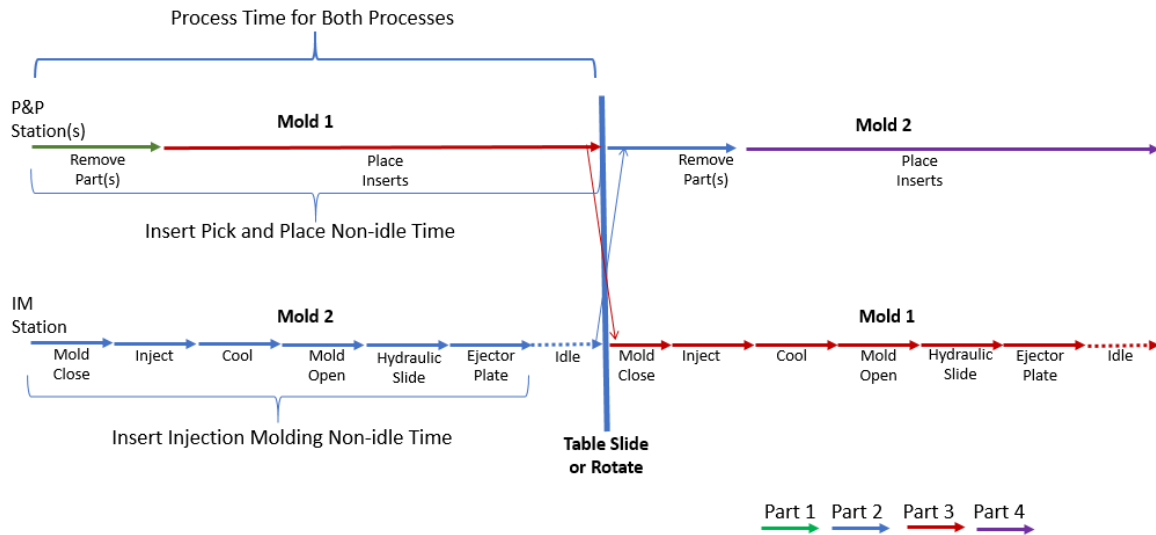 Process Time for Both Processes
P&P
Station(s)
Mold 1
Mold 2
Remove
Part(s)
Place
Inserts
Remove
Part(s)
Place
Inserts
Insert Pick and Place Non-idle Time
IM
Station
Mold 2
Mold 1
Mold
Close
Inject
Cool
Mold
Open
Hydraulic
Slide
Ejector
Plate
Idle
Mold
Close
Inject
Cool
Mold
Open
Hydraulic
Slide
Ejector
Plate
Idle
Insert Injection Molding Non-idle Time
Table Slide
or Rotate
Part 1 Part 2 Part 3 Part 4